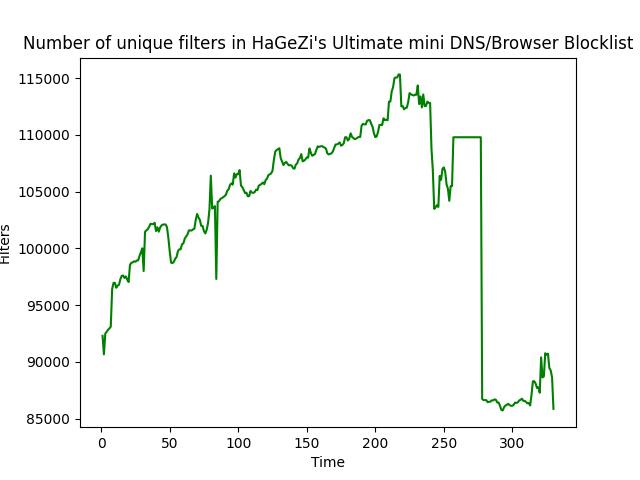 Number of unique filters in HaGeZi's Ultimate mini DNS/Browser Blocklist
115000
110000
105000
100000
95000
90000
85000
Filters
0 50 100 150 200 250 300
Time